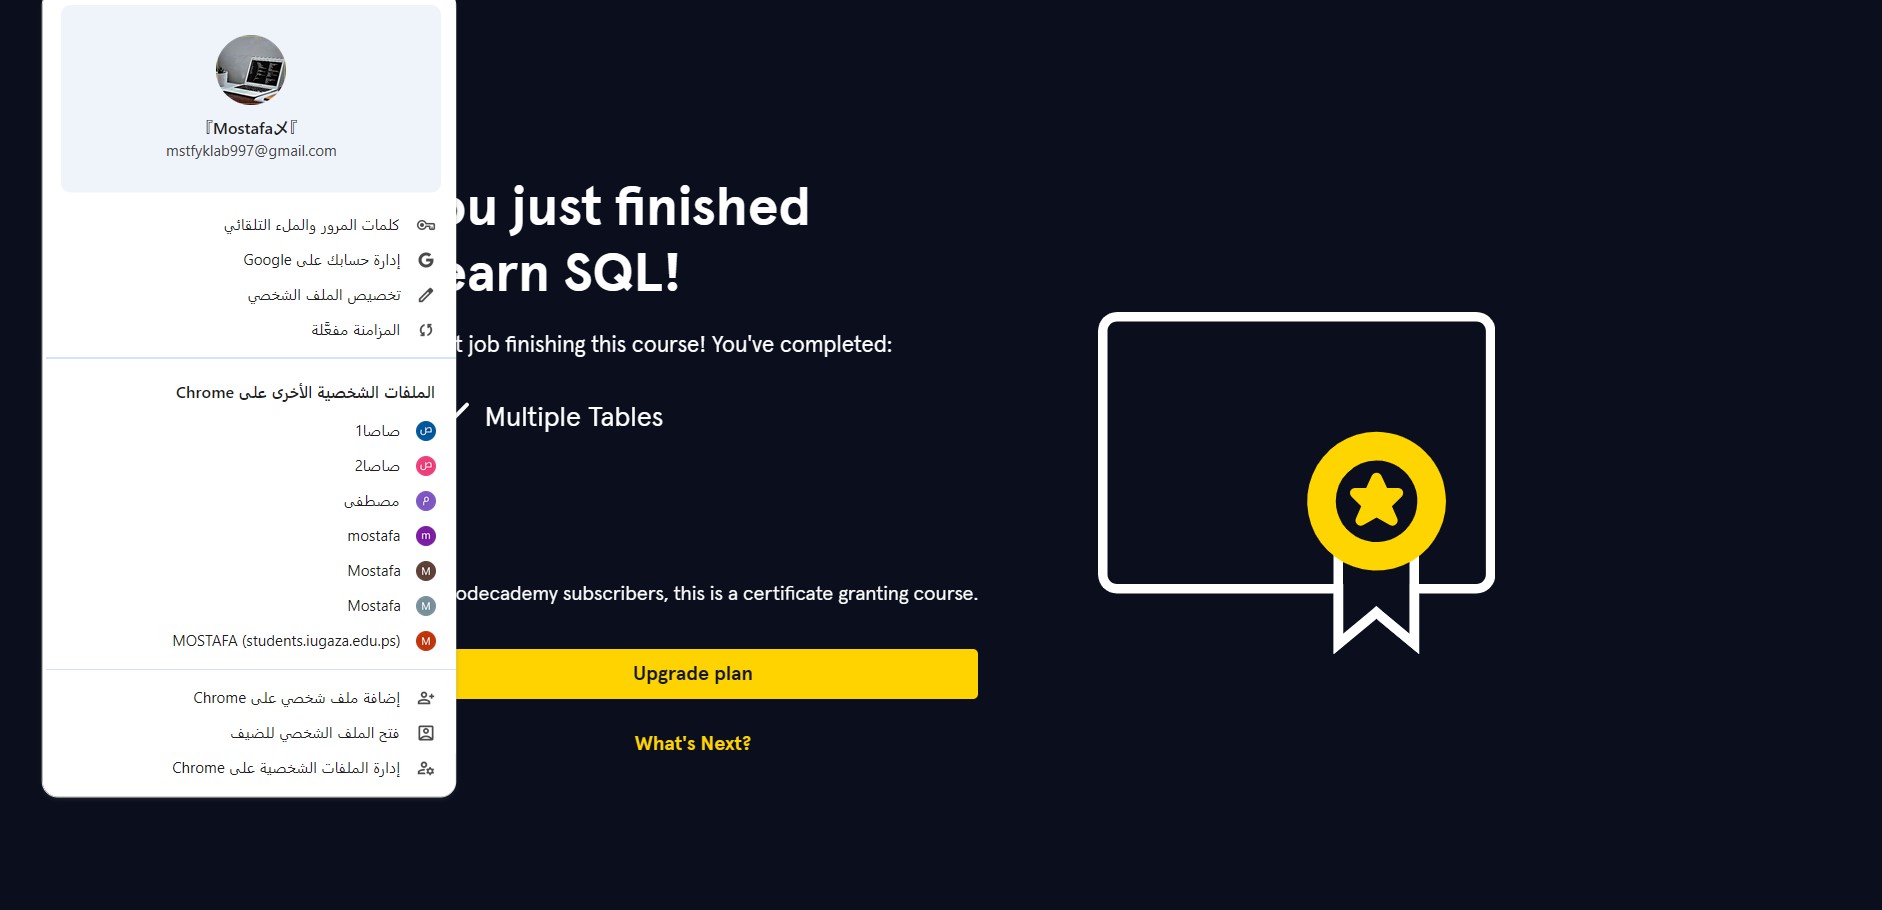 『Mostafaメ『
mstfyklab997@gmail.com
كلمات المرور والملء التلقائي
إدارة حسابك على Google
تخصيص الملف الشخصي
المزامنة مفعَّلة
الملفات الشخصية الأخرى على Chrome
ص صاصا1
ص صاصا2
م مصطفى
m mostafa
M Mostafa
M Mostafa
M MOSTAFA (students.iugaza.edu.ps)
إضافة ملف شخصي على Chrome
فتح الملف الشخصي للضيف
إدارة الملفات الشخصية على Chrome
ou just finished
earn SQL!
t job finishing this course! You've completed:
Multiple Tables
odecademy subscribers, this is a certificate granting course.
Upgrade plan
What's Next?